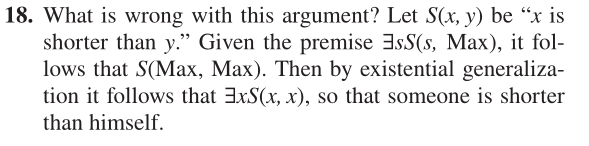 18. What is wrong with this argument? Let S(x, y) be “x is
shorter than y.” Given the premise ∃sS(s, Max), it fol-
lows that S(Max, Max). Then by existential generaliza-
tion it follows that ∃xS(x, x), so that someone is shorter
than himself.